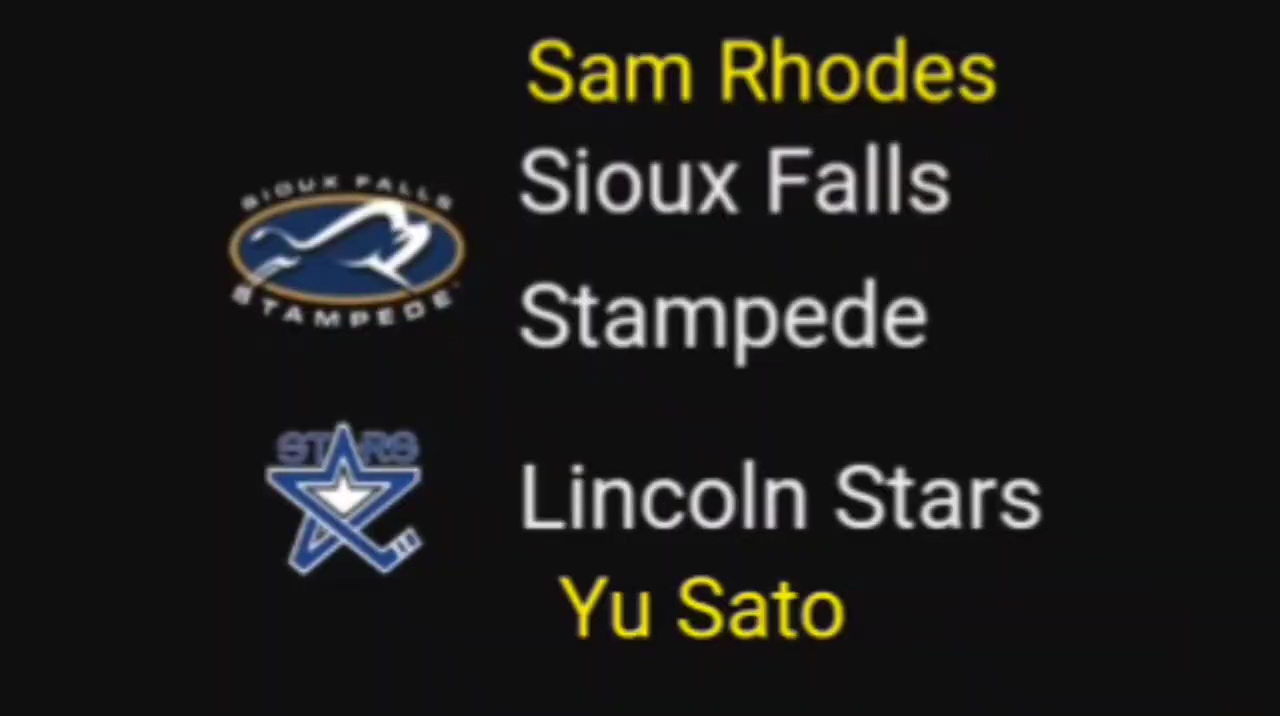 Sam Rhodes
Sioux Falls
SIOUX FALLS
STAMPEDE
Stampede
STARS
Lincoln Stars
Yu Sato